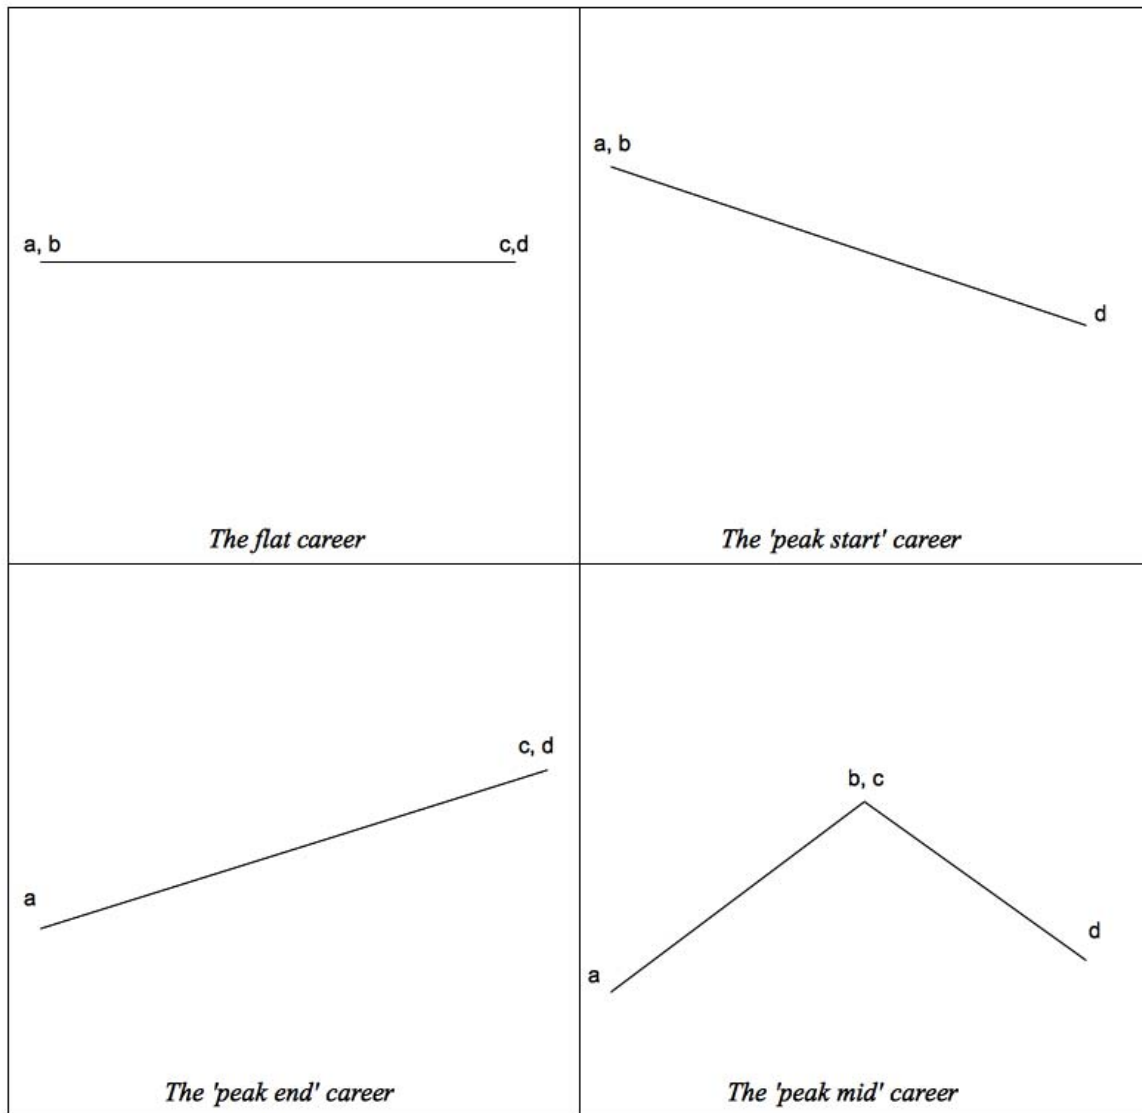 a, b
c,d
The flat career
a, b
d
The 'peak start' career
c, d
a
The 'peak end' career
b, c
a
d
The 'peak mid' career